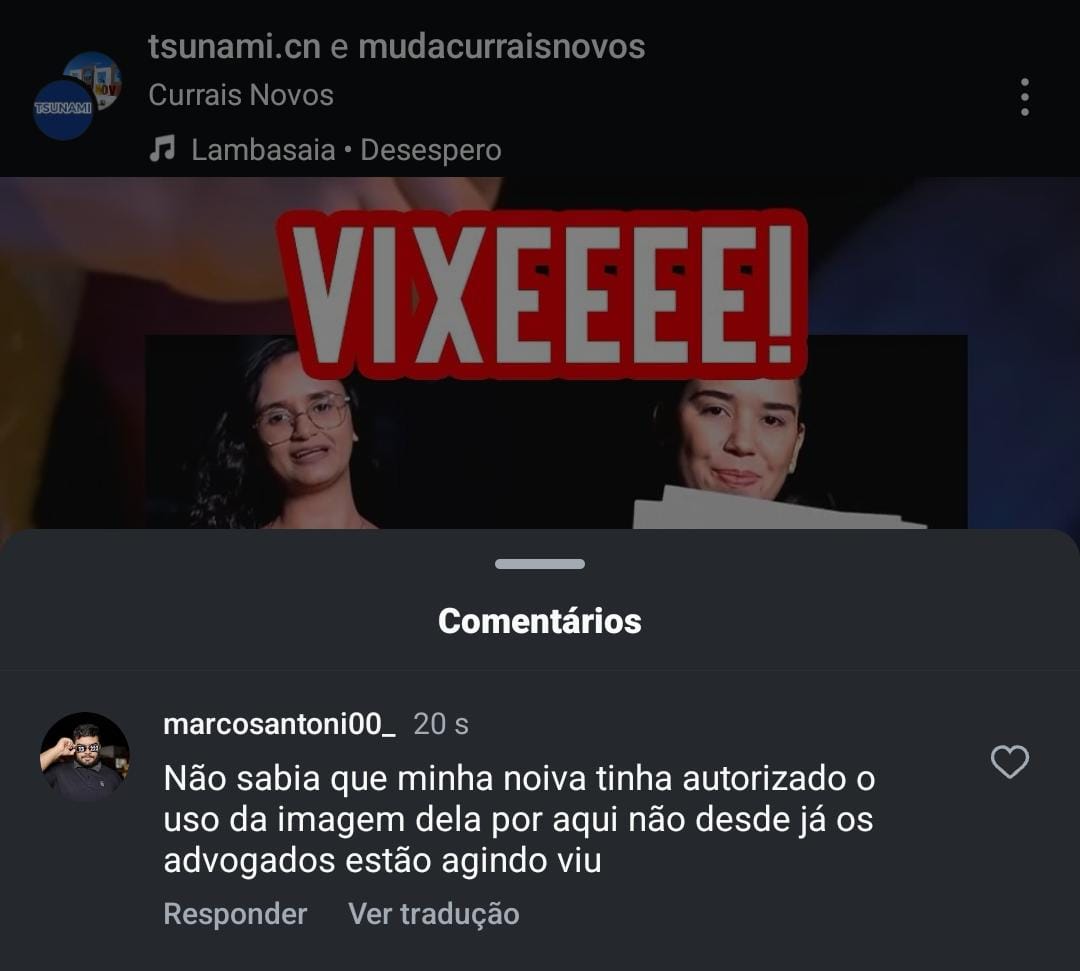 tsunami.cn e mudacurraisnovos
TSUNAMI
Currais Novos
Lambasaia • Desespero
VIXEEEE!
Comentários
marcosantoni00_ 20 s
Não sabia que minha noiva tinha autorizado o
uso da imagem dela por aqui não desde já os
advogados estão agindo viu
Responder Ver tradução